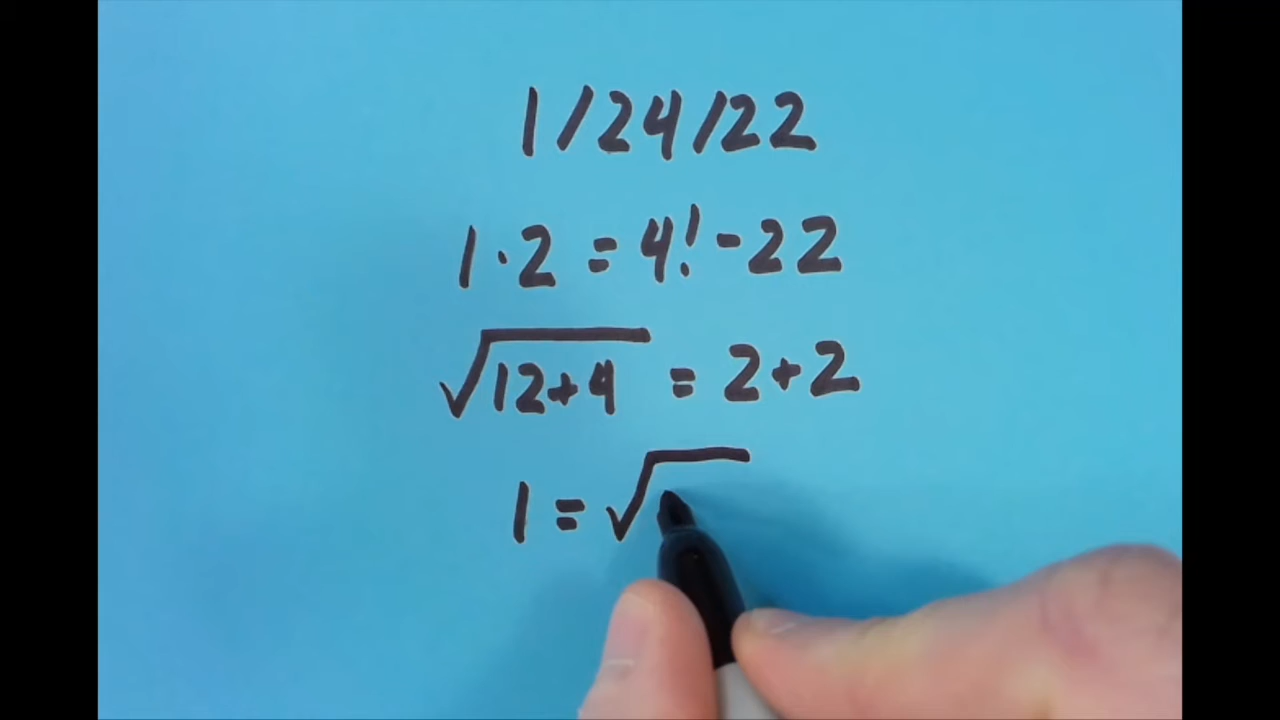 1/24/22
1·2=4!-22
√12+4 = 2+2
1=√